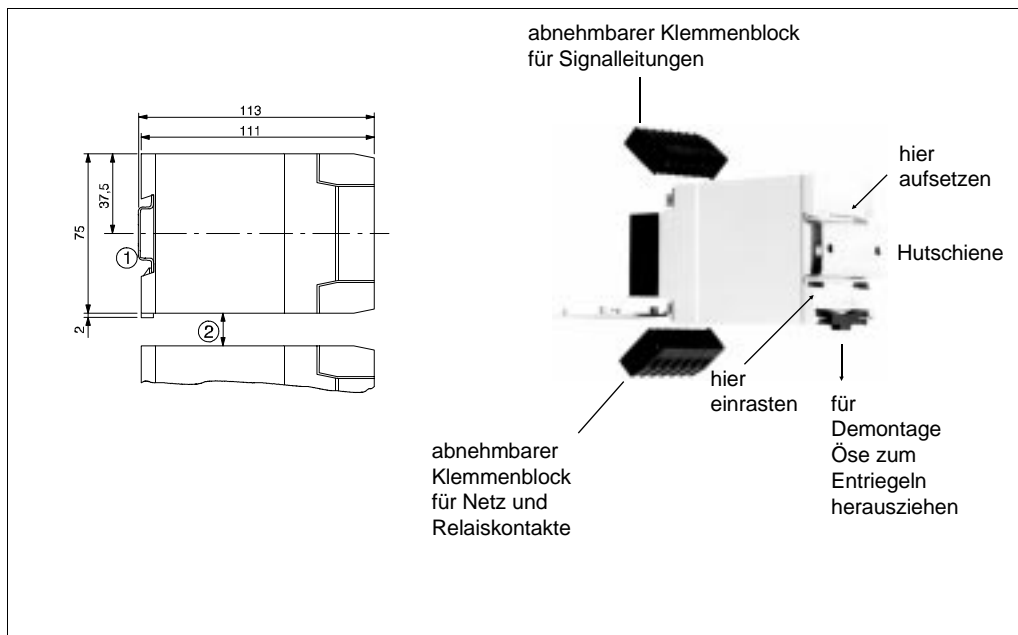 abnehmbarer Klemmenblock
für Signalleitungen
113
111
37,5
75
2
1
2
hier
aufsetzen
Hutschiene
hier
einrasten
für
Demontage
Öse zum
Entriegeln
herausziehen
abnehmbarer
Klemmenblock
für Netz und
Relaiskontakte